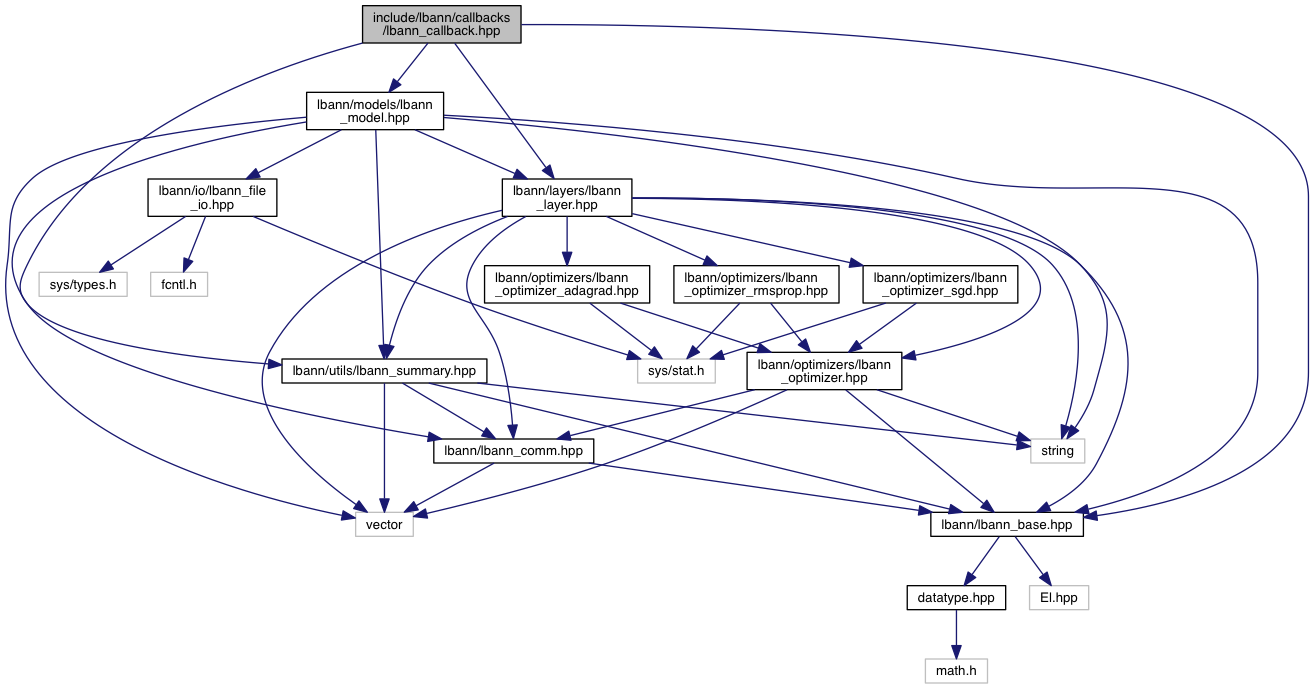 include/lbann/callbacks
/lbann_callback.hpp
lbann/models/lbann
_model.hpp
lbann/io/lbann_file
_io.hpp
lbann/layers/lbann
_layer.hpp
sys/types.h
fcntl.h
lbann/optimizers/lbann
_optimizer_adagrad.hpp
lbann/optimizers/lbann
_optimizer_rmsprop.hpp
lbann/optimizers/lbann
_optimizer_sgd.hpp
lbann/utils/lbann_summary.hpp
sys/stat.h
lbann/optimizers/lbann
_optimizer.hpp
lbann/lbann_comm.hpp
string
vector
lbann/lbann_base.hpp
datatype.hpp
El.hpp
math.h